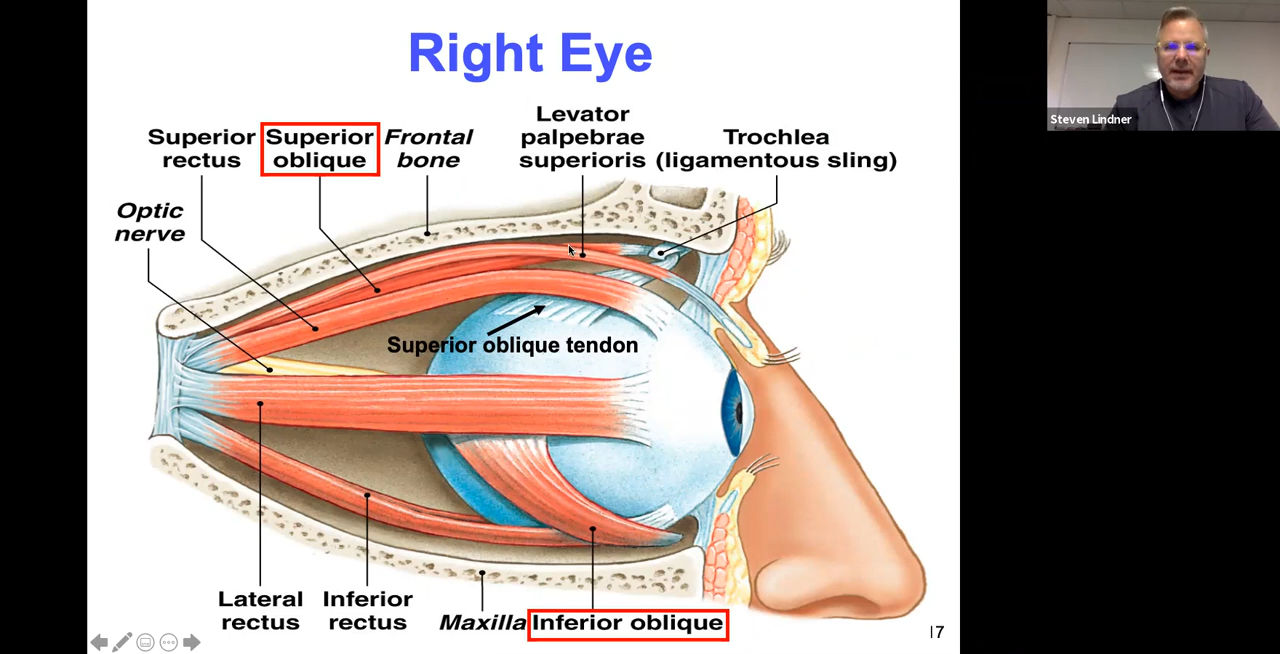 Right Eye
Superior
rectus
Superior
oblique
Frontal
bone
Levator
palpebrae
superioris
Trochlea
(ligamentous sling)
Optic
nerve
Superior oblique tendon
Lateral
rectus
Inferior
rectus
Maxilla
Inferior oblique
17
Steven Lindner